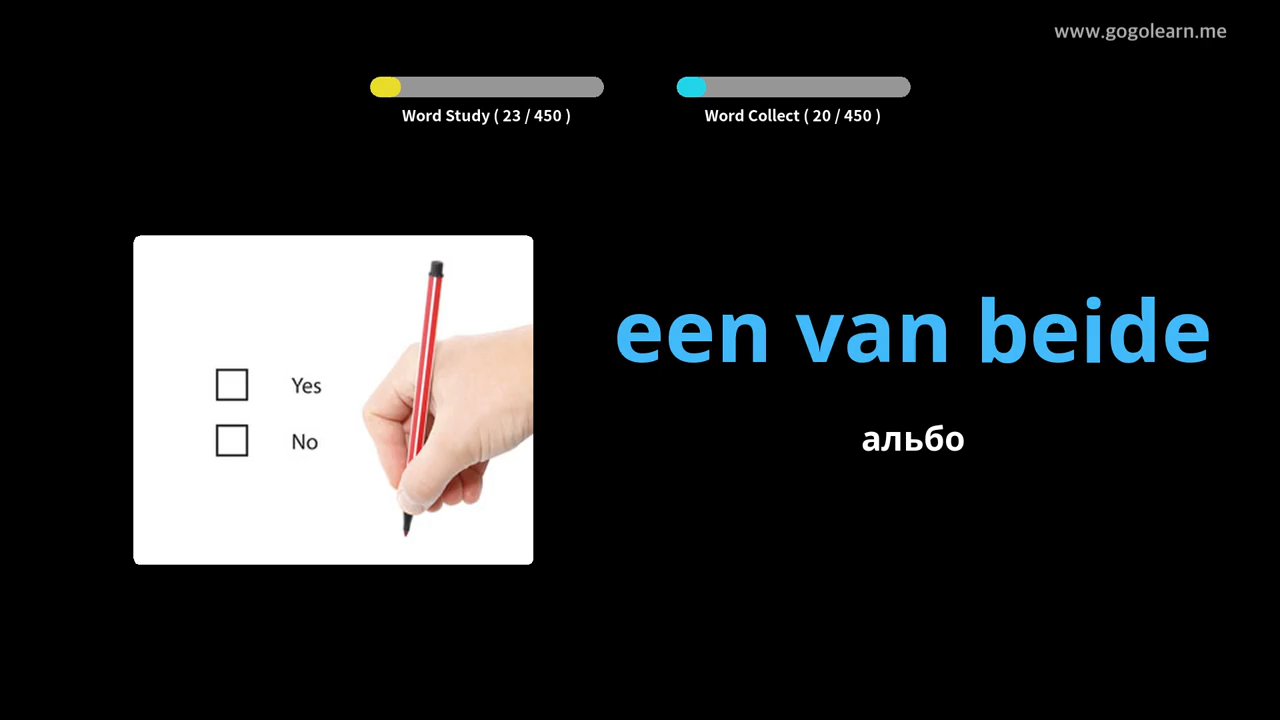 www.gogolearn.me
Word Study ( 23 / 450 )
Word Collect ( 20 / 450 )
Yes
No
een van beide
альбо